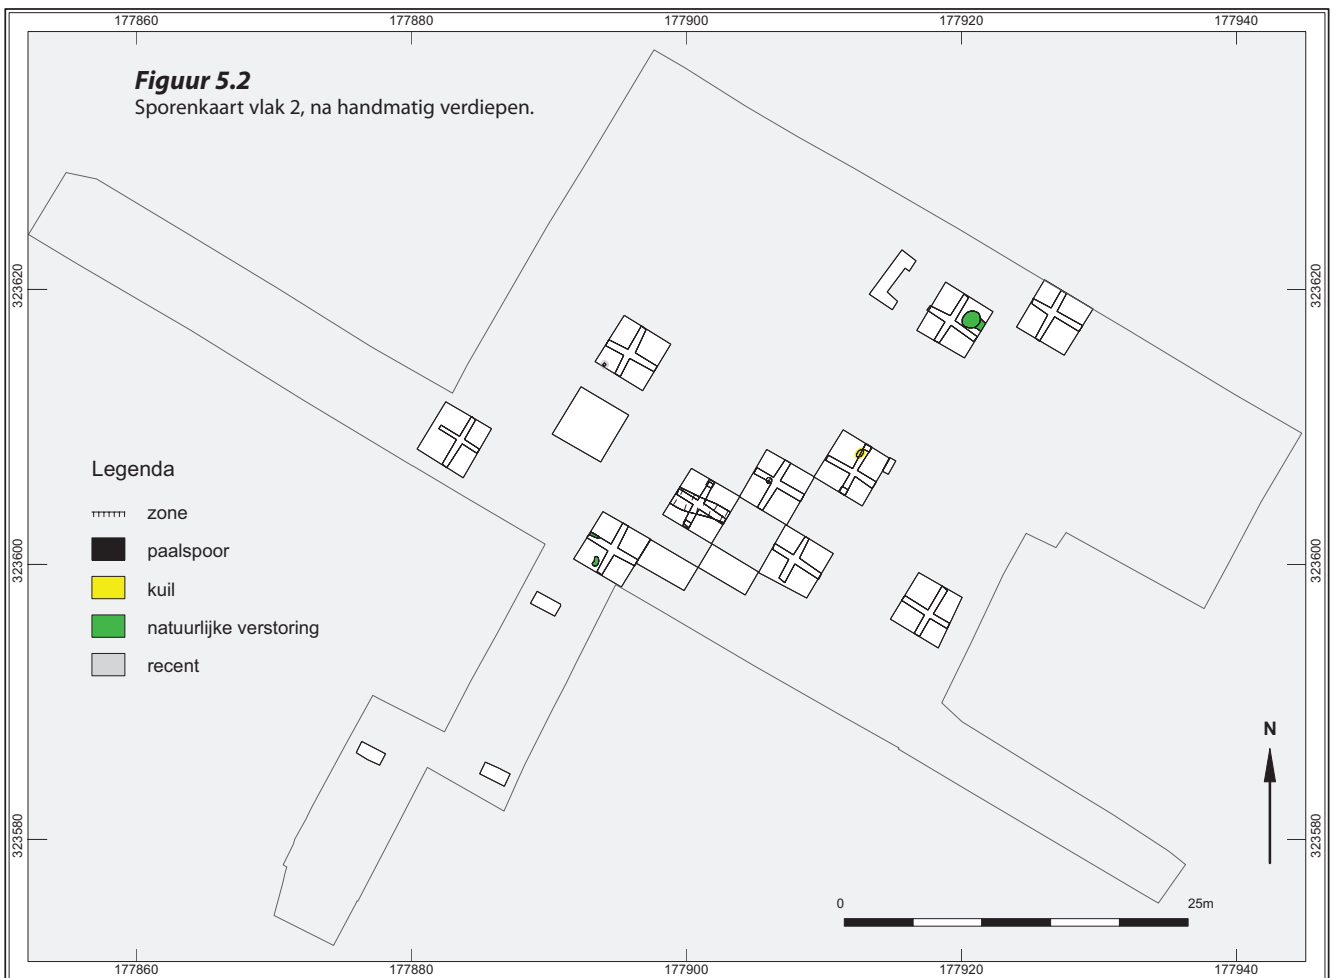 177860 177880 177900 177920 177940
Figuur 5.2
Sporenkaart vlak 2, na handmatig verdiepen.
323620 323620
Legenda
zone
paalspoor
kuil
natuurlijke verstoring
recent
323600 323600
N
323580 323580
0 25m
177860 177880 177900 177920 177940